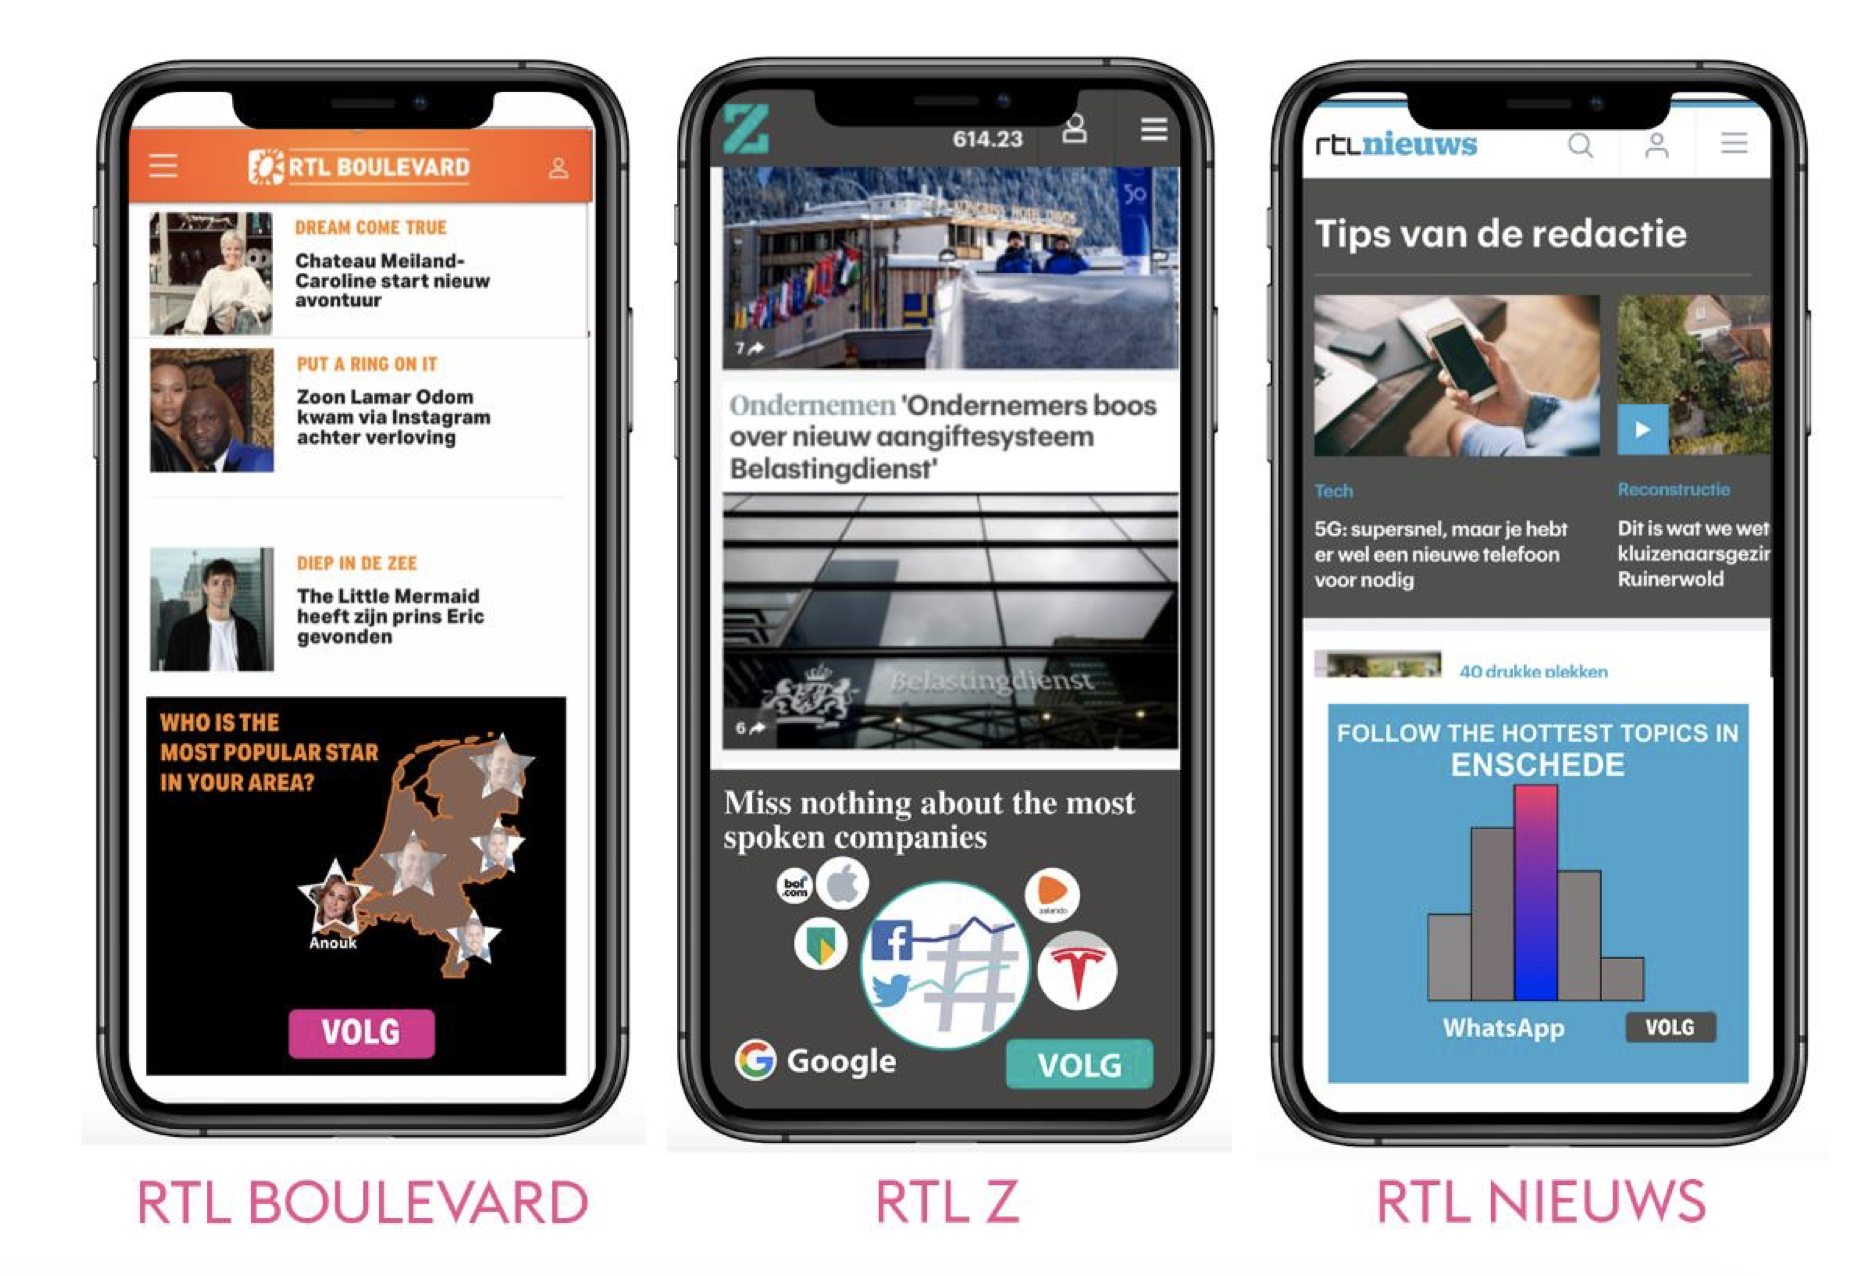 RTL BOULEVARD
DREAM COME TRUE
Chateau Meiland-
Caroline start nieuw
avontuur
PUT A RING ON IT
Zoon Lamar Odom
kwam via Instagram
achter verloving
DIEP IN DE ZEE
The Little Mermaid
heeft zijn prins Eric
gevonden
WHO IS THE
MOST POPULAR STAR
IN YOUR AREA?
Anouk
VOLG
RTL BOULEVARD
Z
614.23
KONGRESS HOTEL DAVOS
50
7
Ondernemen 'Ondernemers boos
over nieuw aangiftesysteem
Belastingdienst'
Belastingdienst
6
Miss nothing about the most
spoken companies
bol.com
zalando
Google
VOLG
RTL Z
rtlnieuws
Tips van de redactie
Tech
5G: supersnel, maar je hebt
er wel een nieuwe telefoon
voor nodig
Reconstructie
Dit is wat we wet
kluizenaarsgezin
Ruinerwold
40 drukke plekken
FOLLOW THE HOTTEST TOPICS IN
ENSCHEDE
WhatsApp
VOLG
RTL NIEUWS